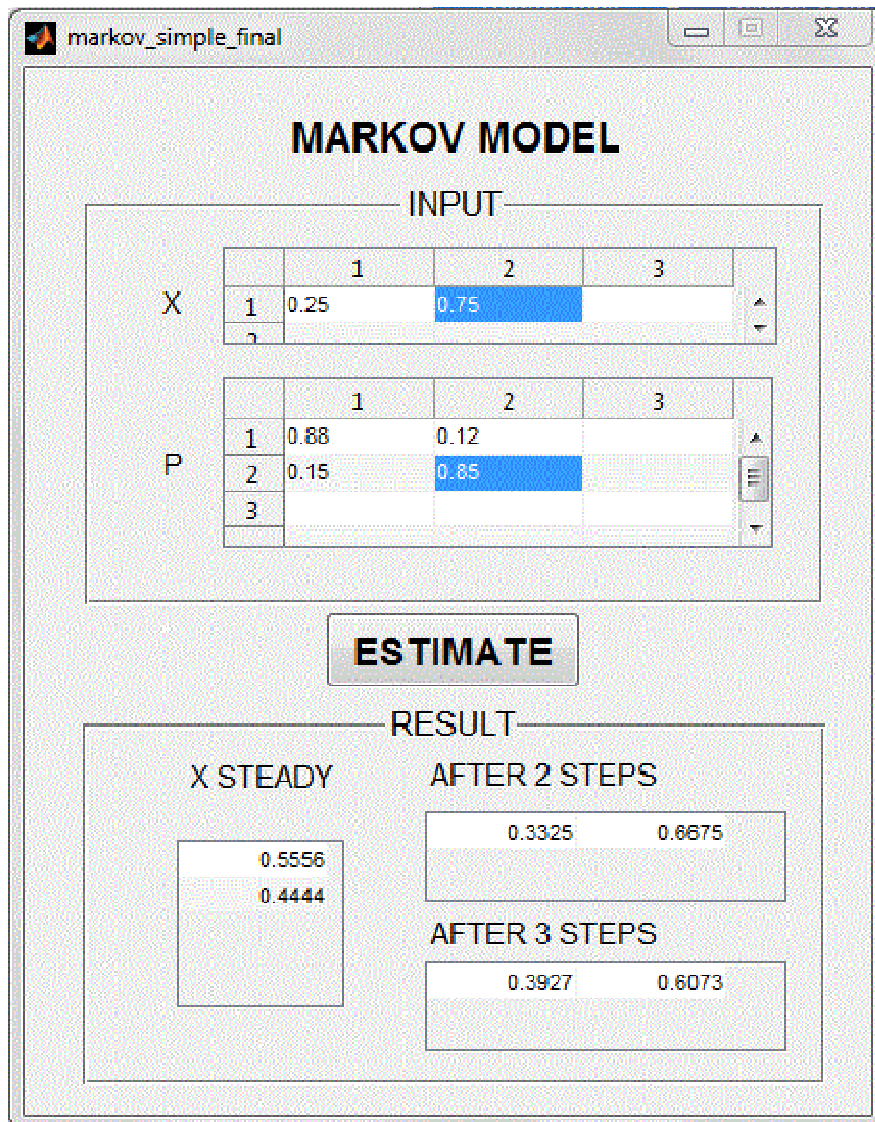 markov_simple_final
MARKOV MODEL
INPUT
X
1 2 3
1 0.25 0.75
P
1 2 3
1 0.88 0.12
2 0.15 0.85
3
ESTIMATE
RESULT
X STEADY
0.5556
0.4444
AFTER 2 STEPS
0.3325 0.6675
AFTER 3 STEPS
0.3927 0.6073